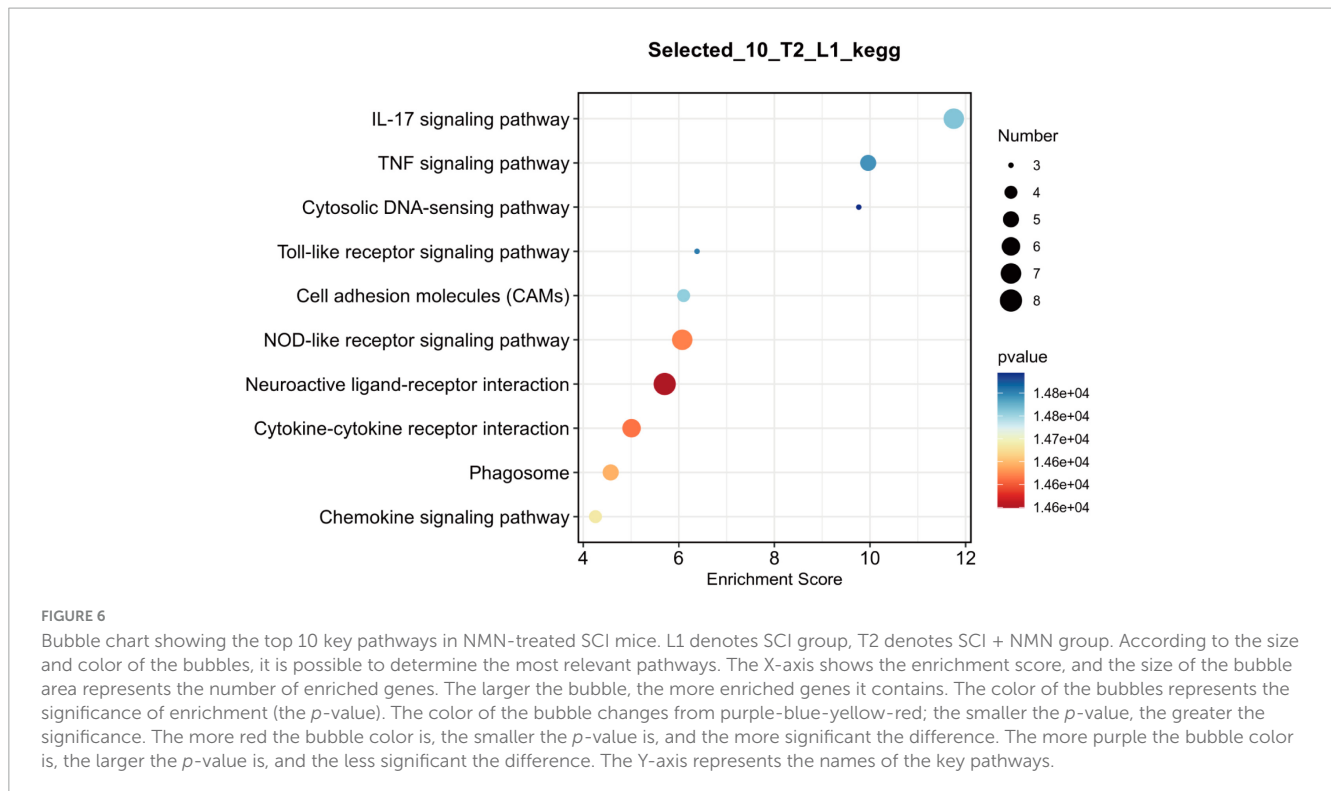 Selected_10_T2_L1_kegg
IL-17 signaling pathway
TNF signaling pathway
Cytosolic DNA-sensing pathway
Toll-like receptor signaling pathway
Cell adhesion molecules (CAMs)
NOD-like receptor signaling pathway
Neuroactive ligand-receptor interaction
Cytokine-cytokine receptor interaction
Phagosome
Chemokine signaling pathway
4 6 8 10 12
Enrichment Score
Number
3
4
5
6
7
8
pvalue
1.48e+04
1.48e+04
1.47e+04
1.46e+04
1.46e+04
1.46e+04
FIGURE 6
Bubble chart showing the top 10 key pathways in NMN-treated SCI mice. L1 denotes SCI group, T2 denotes SCI + NMN group. According to the size
and color of the bubbles, it is possible to determine the most relevant pathways. The X-axis shows the enrichment score, and the size of the bubble
area represents the number of enriched genes. The larger the bubble, the more enriched genes it contains. The color of the bubbles represents the
significance of enrichment (the p-value). The color of the bubble changes from purple-blue-yellow-red; the smaller the p-value, the greater the
significance. The more red the bubble color is, the smaller the p-value is, and the more significant the difference. The more purple the bubble color
is, the larger the p-value is, and the less significant the difference. The Y-axis represents the names of the key pathways.